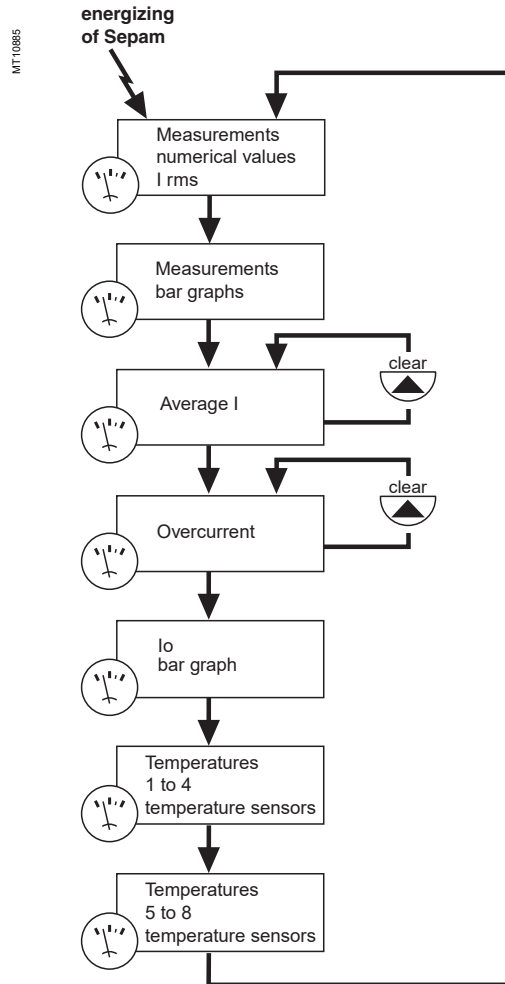 MT10885
energizing
of Sepam
Measurements
numerical values
I rms
Measurements
bar graphs
clear
Average I
clear
Overcurrent
Io
bar graph
Temperatures
1 to 4
temperature sensors
Temperatures
5 to 8
temperature sensors